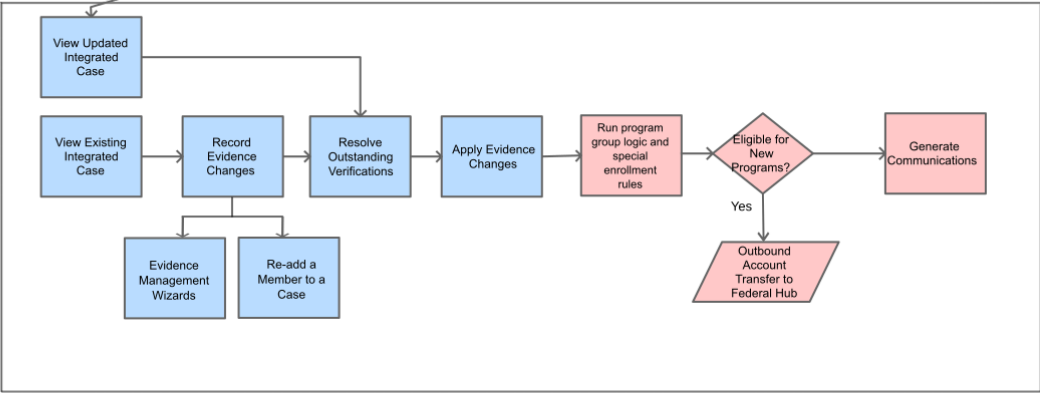 View Updated
Integrated
Case
View Existing
Integrated
Case
Record
Evidence
Changes
Resolve
Outstanding
Verifications
Apply Evidence
Changes
Run program
group logic and
special
enrollment
rules
Eligible for
New
Programs?
Generate
Communications
Yes
Evidence
Management
Wizards
Re-add a
Member to a
Case
Outbound
Account
Transfer to
Federal Hub